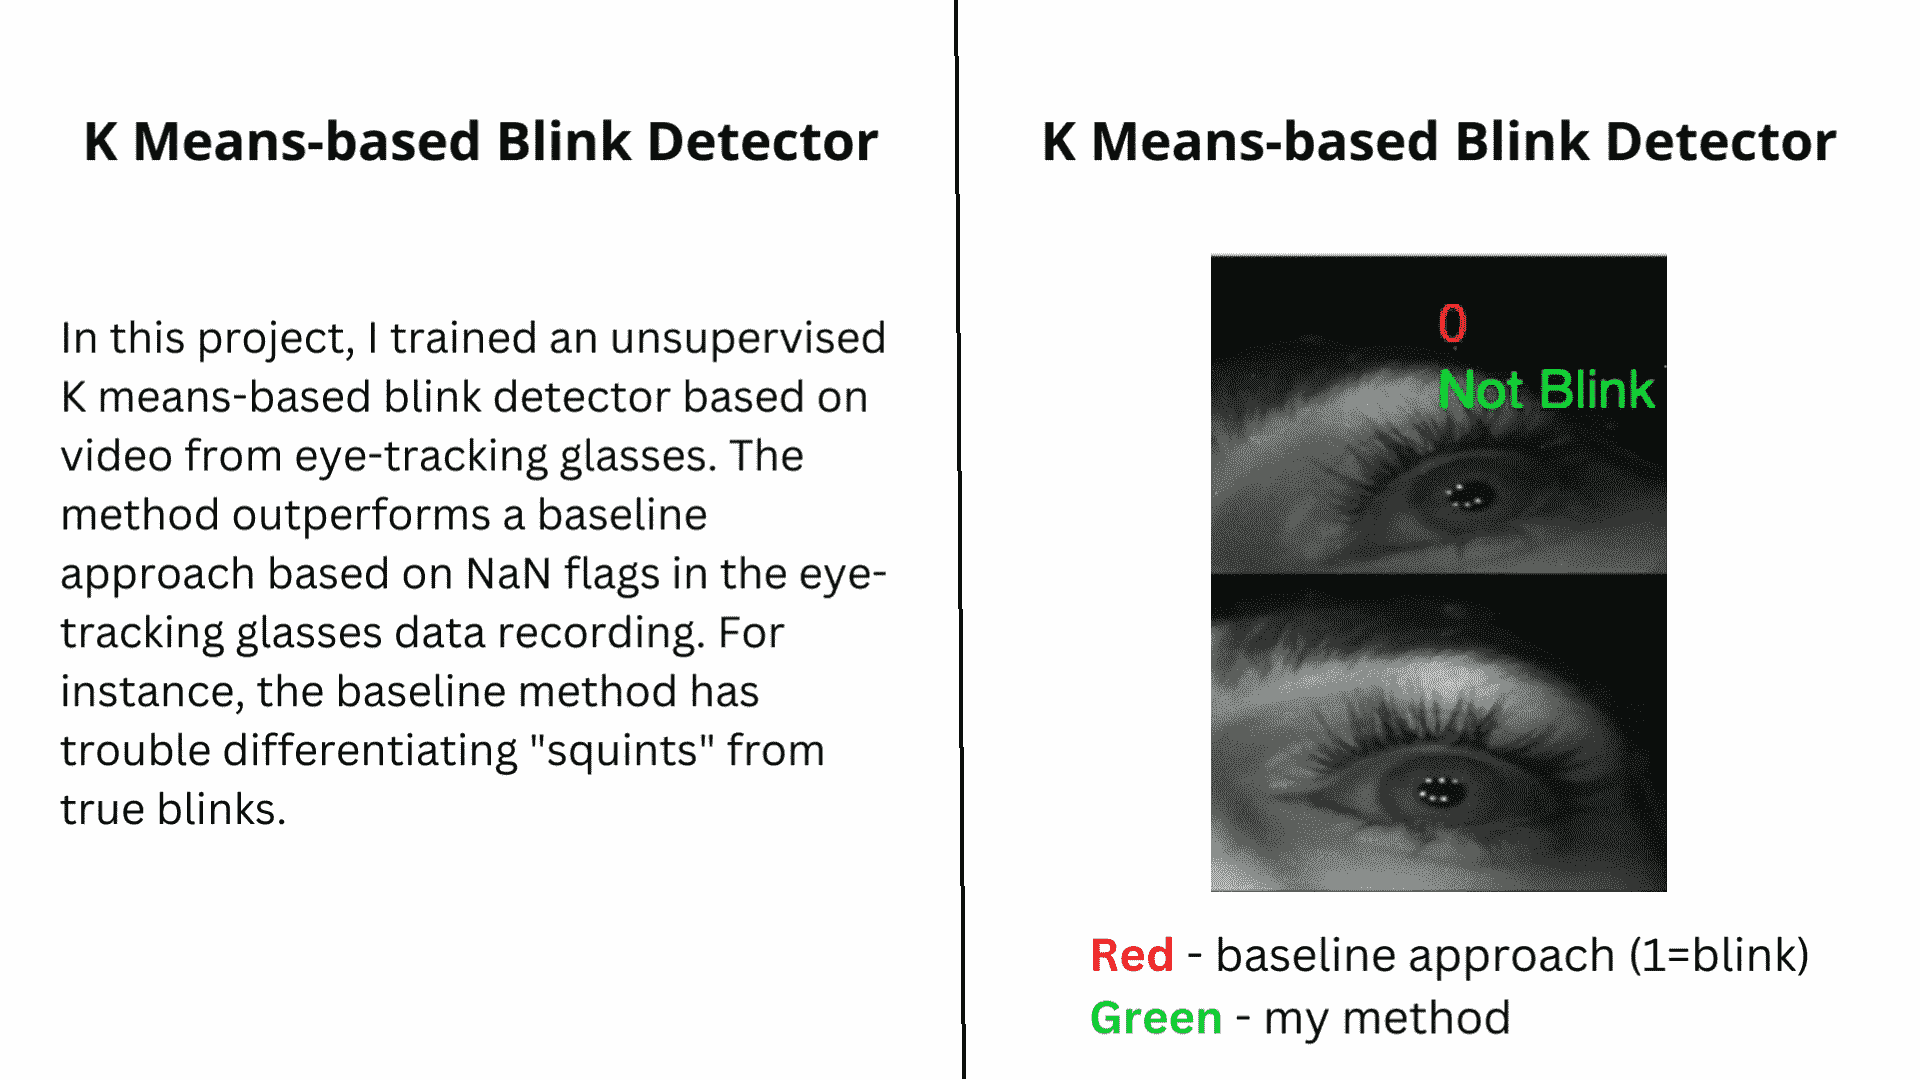 K Means-based Blink Detector
In this project, I trained an unsupervised
K means-based blink detector based on
video from eye-tracking glasses. The
method outperforms a baseline
approach based on NaN flags in the eye-
tracking glasses data recording. For
instance, the baseline method has
trouble differentiating "squints" from
true blinks.
K Means-based Blink Detector
0
Not Blink
Red - baseline approach (1=blink)
Green - my method